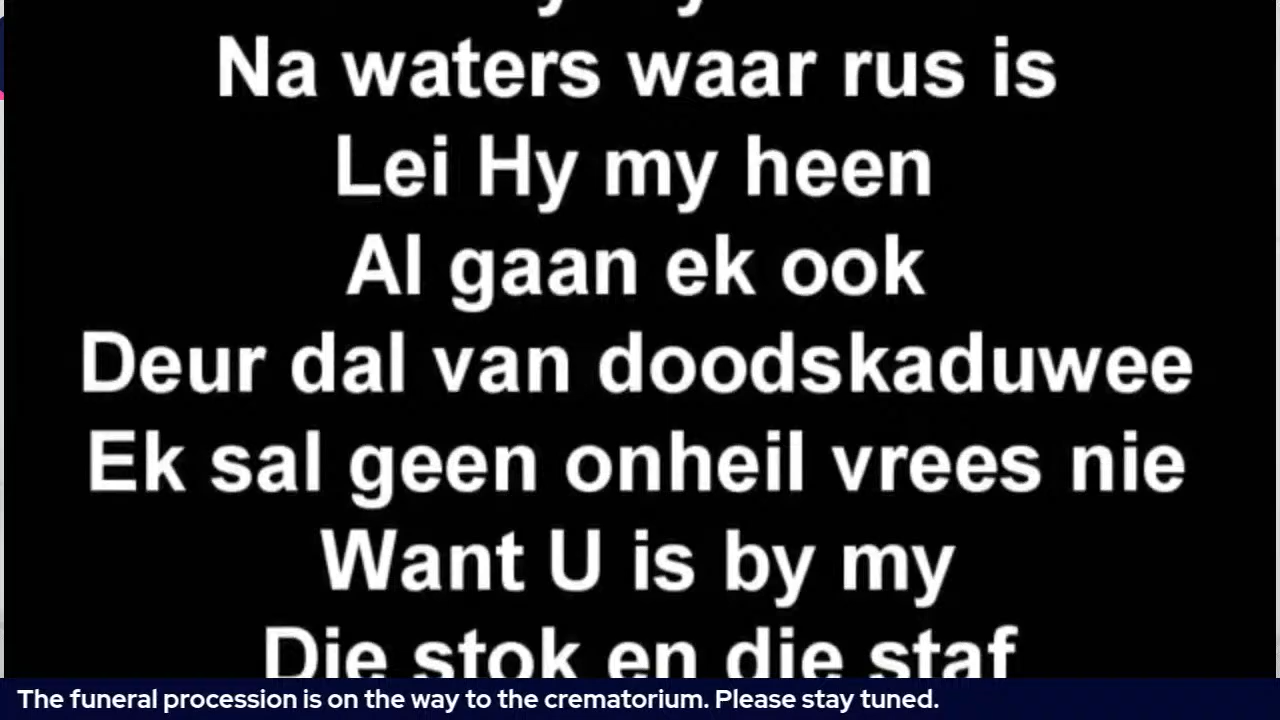 Na waters waar rus is
Lei Hy my heen
Al gaan ek ook
Deur dal van doodskaduwee
Ek sal geen onheil vrees nie
Want U is by my
Die stok en die staf
The funeral procession is on the way to the crematorium. Please stay tuned.